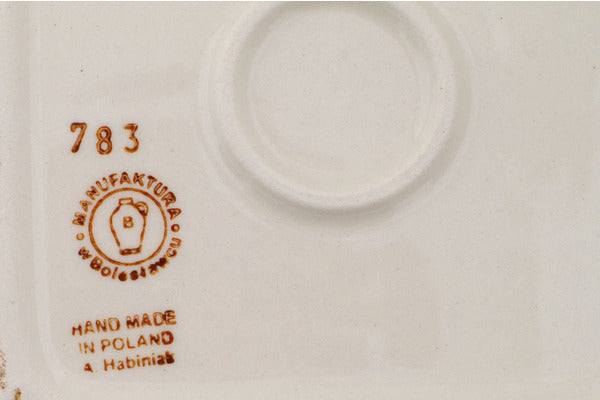 783
MANUFAKTURA
B
w Bolesławcu
HAND MADE
IN POLAND
A. Habiniak